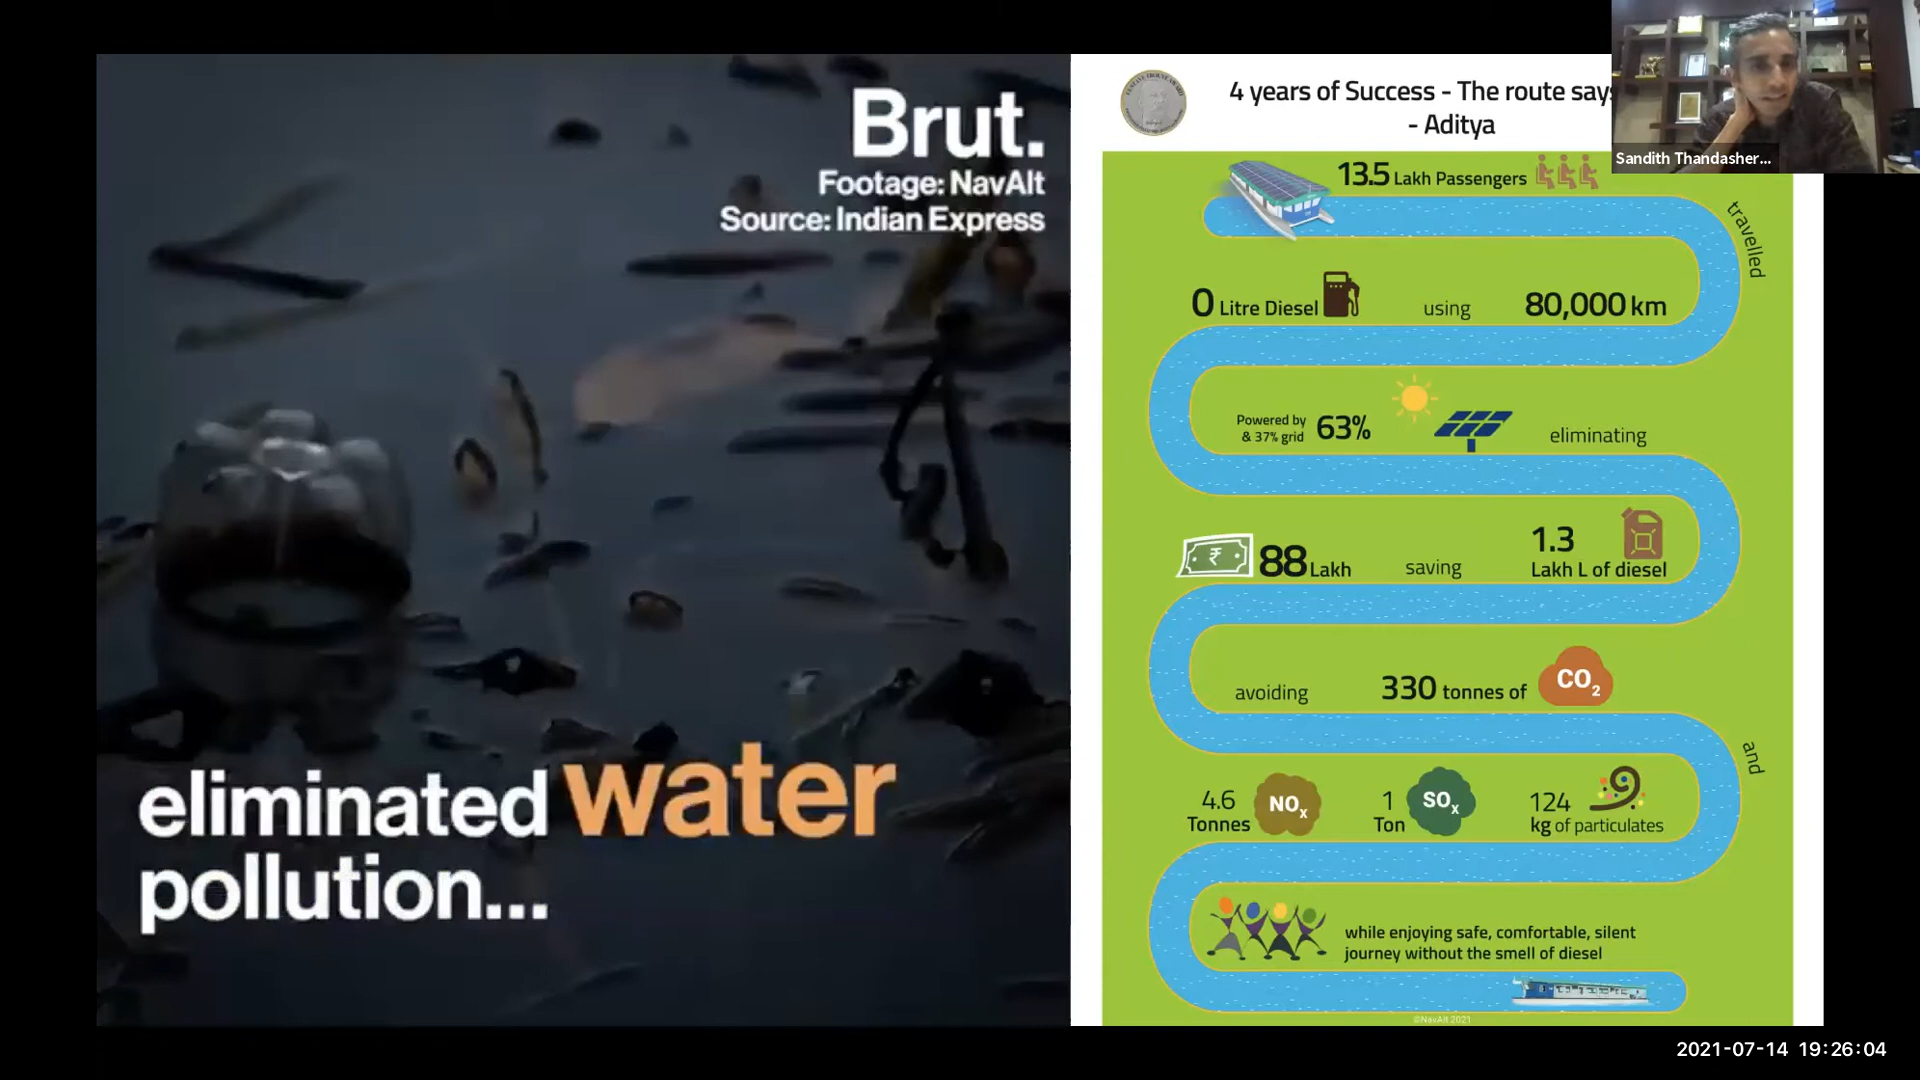 Brut.
Footage: NavAlt
Source: Indian Express
eliminated water
pollution...
4 years of Success - The route says
- Aditya
Sandith Thandasher...
13.5 Lakh Passengers
travelled
0 Litre Diesel using 80,000 km
Powered by
& 37% grid 63% eliminating
₹ 88 Lakh saving 1.3
Lakh L of diesel
avoiding 330 tonnes of CO2
and
4.6
Tonnes NOx 1
Ton SOx 124
kg of particulates
while enjoying safe, comfortable, silent
journey without the smell of diesel
©NavAlt 2021
2021-07-14 19:26:04